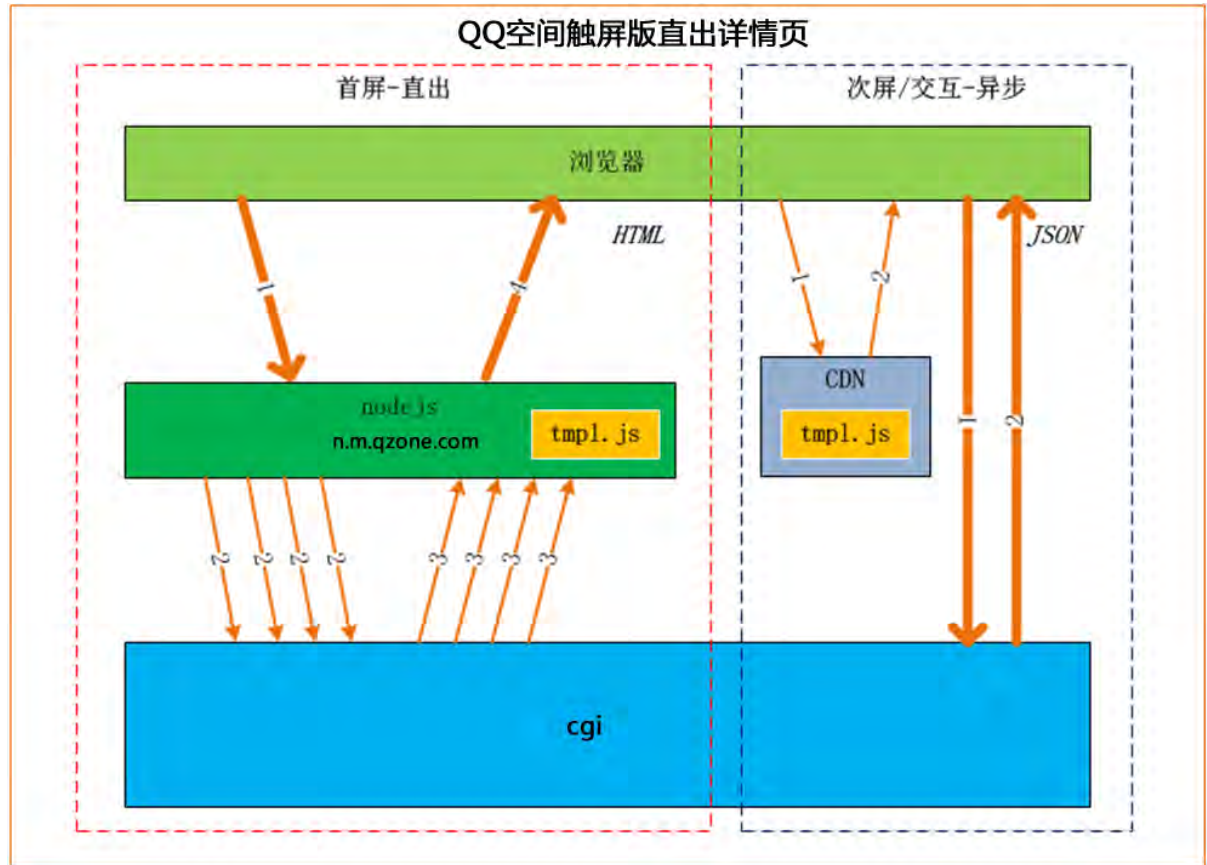 QQ空间触屏版直出详情页
首屏-直出
次屏/交互-异步
浏览器
HTML
JSON
1
4
1
2
CDN
nodejs
n.m.qzone.com
tmpl.js
tmpl.js
1
2
2
2
2
2
3
3
3
3
cgi